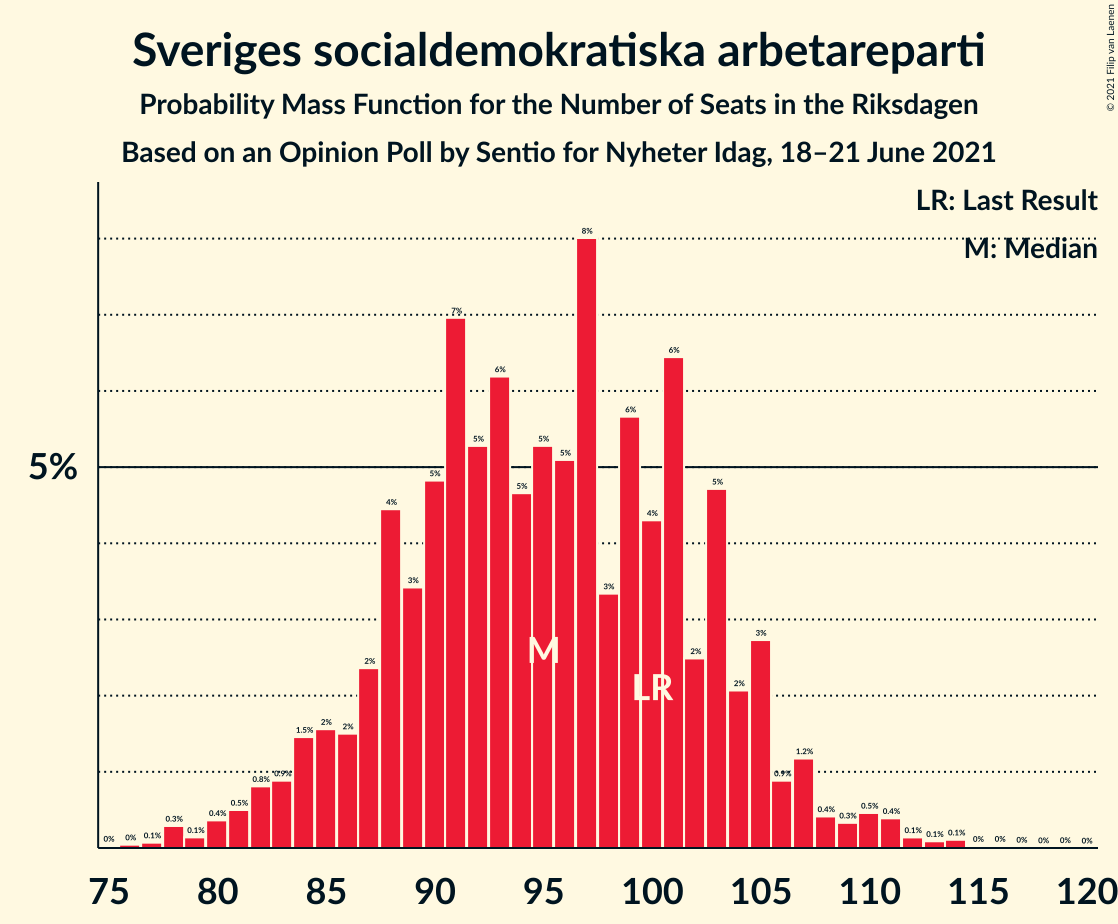 Sveriges socialdemokratiska arbetareparti
Probability Mass Function for the Number of Seats in the Riksdagen
Based on an Opinion Poll by Sentio for Nyheter Idag, 18–21 June 2021
© 2021 Filip van Laenen
LR: Last Result
M: Median
5%
0% 0% 0.1% 0.3% 0.1% 0.4% 0.5% 0.8% 0.9% 1.5% 2% 2% 2% 4% 3% 5% 7% 5% 6% 5% 5% 5% 8% 3% 6% 4% 6% 2% 5% 2% 3% 0.9% 1.2% 0.4% 0.3% 0.5% 0.4% 0.1% 0.1% 0.1% 0% 0% 0% 0% 0% 0%
M
LR
75 80 85 90 95 100 105 110 115 120